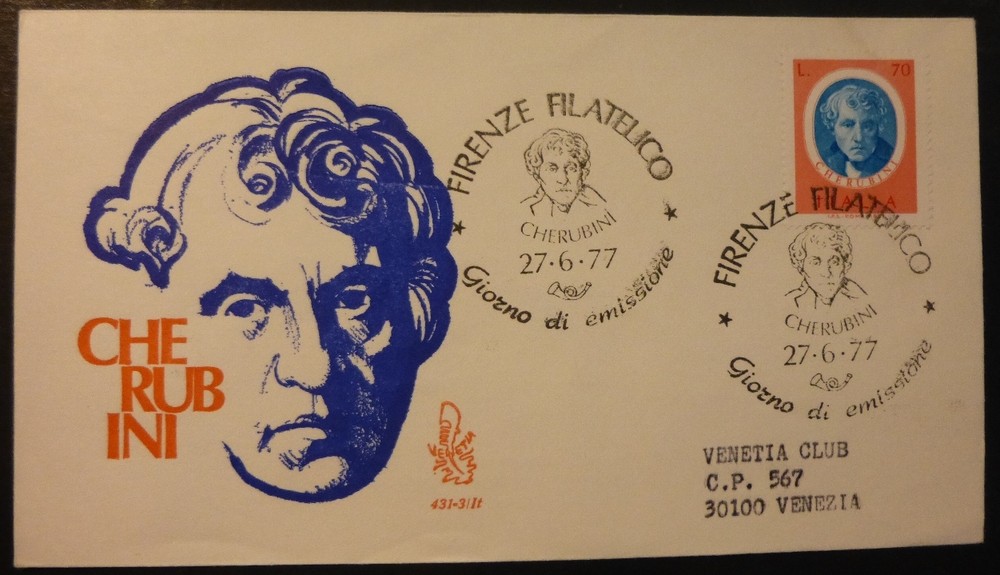 CHE
RUB
INI
431-3/It
FIRENZE FILATELICO
CHERUBINI
27·6·77
Giorno di emissione
L. 70
CHERUBINI
ITALIA
FIRENZE FILATELICO
CHERUBINI
27·6·77
Giorno di emissione
VENETIA CLUB
C.P. 567
30100 VENEZIA